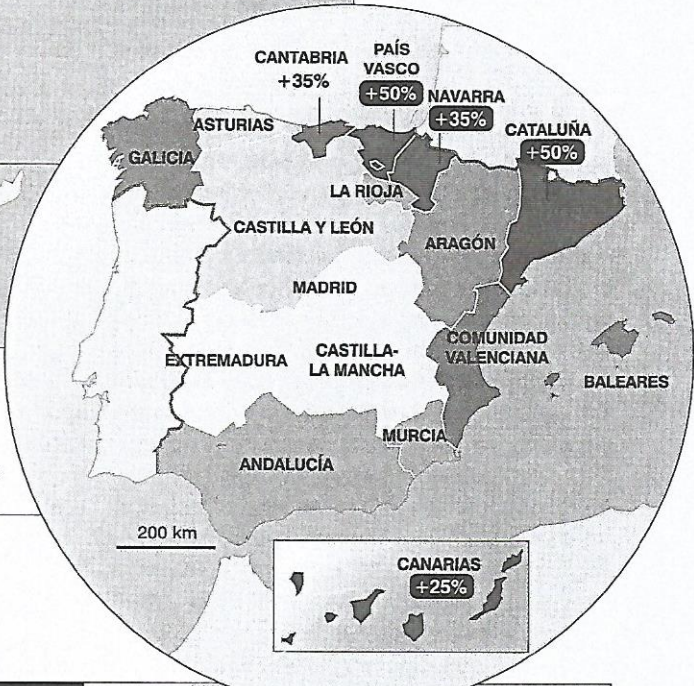 CANTABRIA
+35%
PAÍS
VASCO
+50%
NAVARRA
+35%
CATALUÑA
+50%
ASTURIAS
GALICIA
LA RIOJA
CASTILLA Y LEÓN
ARAGÓN
MADRID
EXTREMADURA
CASTILLA-
LA MANCHA
COMUNIDAD
VALENCIANA
BALEARES
MURCIA
ANDALUCÍA
200 km
CANARIAS
+25%